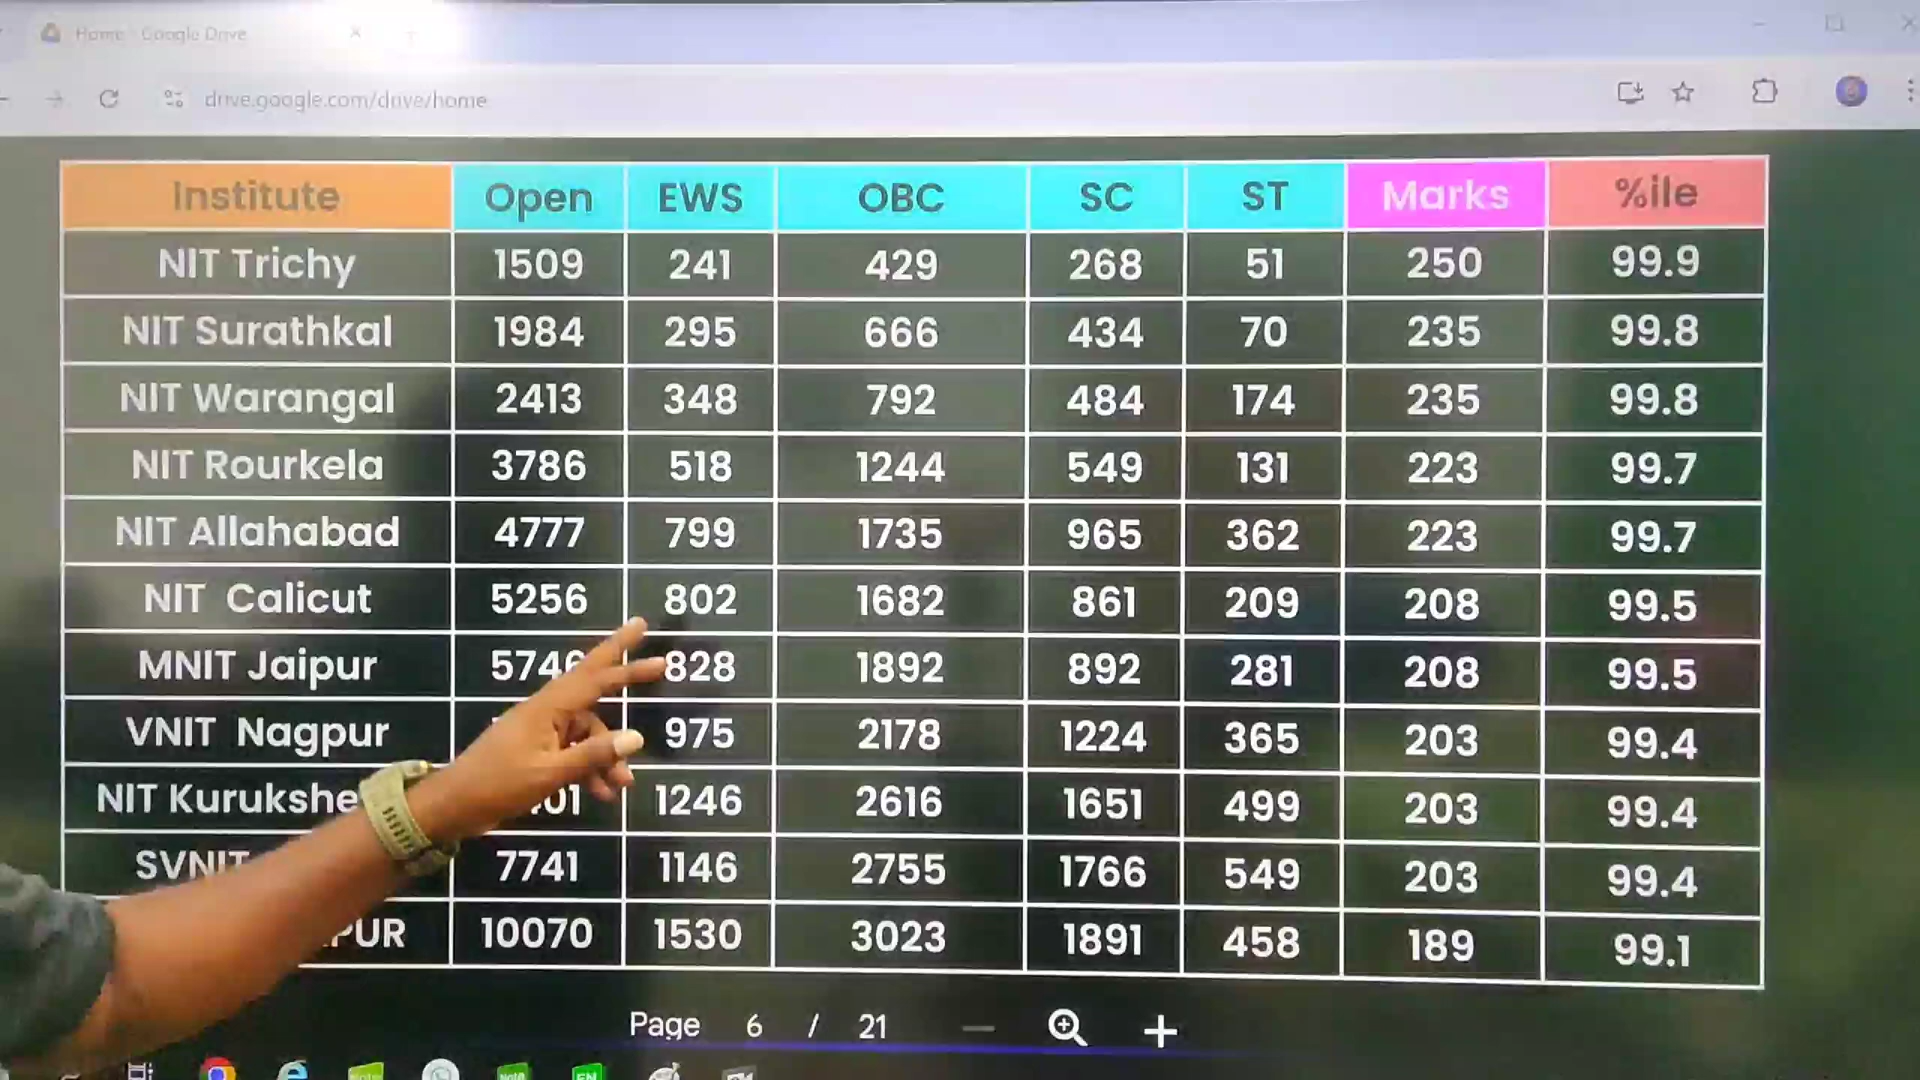 Home - Google Drive
drive.google.com/drive/home
Institute Open EWS OBC SC ST Marks %ile
NIT Trichy 1509 241 429 268 51 250 99.9
NIT Surathkal 1984 295 666 434 70 235 99.8
NIT Warangal 2413 348 792 484 174 235 99.8
NIT Rourkela 3786 518 1244 549 131 223 99.7
NIT Allahabad 4777 799 1735 965 362 223 99.7
NIT Calicut 5256 802 1682 861 209 208 99.5
MNIT Jaipur 5746 828 1892 892 281 208 99.5
VNIT Nagpur 975 2178 1224 365 203 99.4
NIT Kurukshe 01 1246 2616 1651 499 203 99.4
SVNIT 7741 1146 2755 1766 549 203 99.4
PUR 10070 1530 3023 1891 458 189 99.1
Page 6 / 21